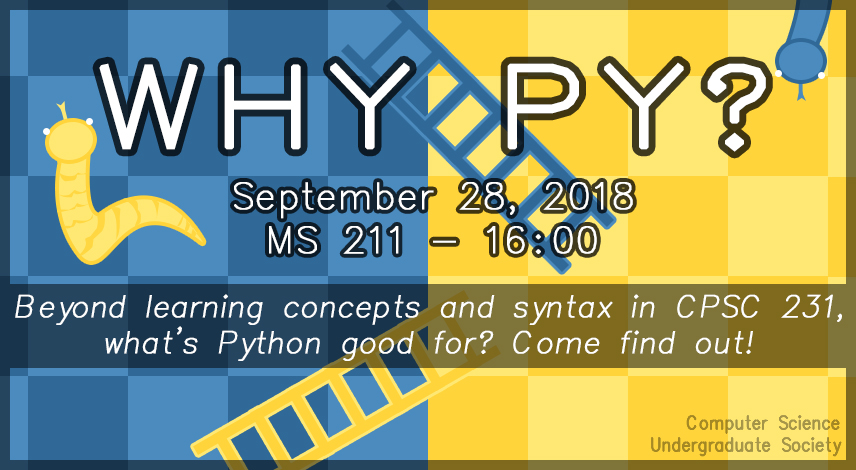 WHY PY?
September 28, 2018
MS 211 – 16:00
Beyond learning concepts and syntax in CPSC 231,
what's Python good for? Come find out!
Computer Science
Undergraduate Society